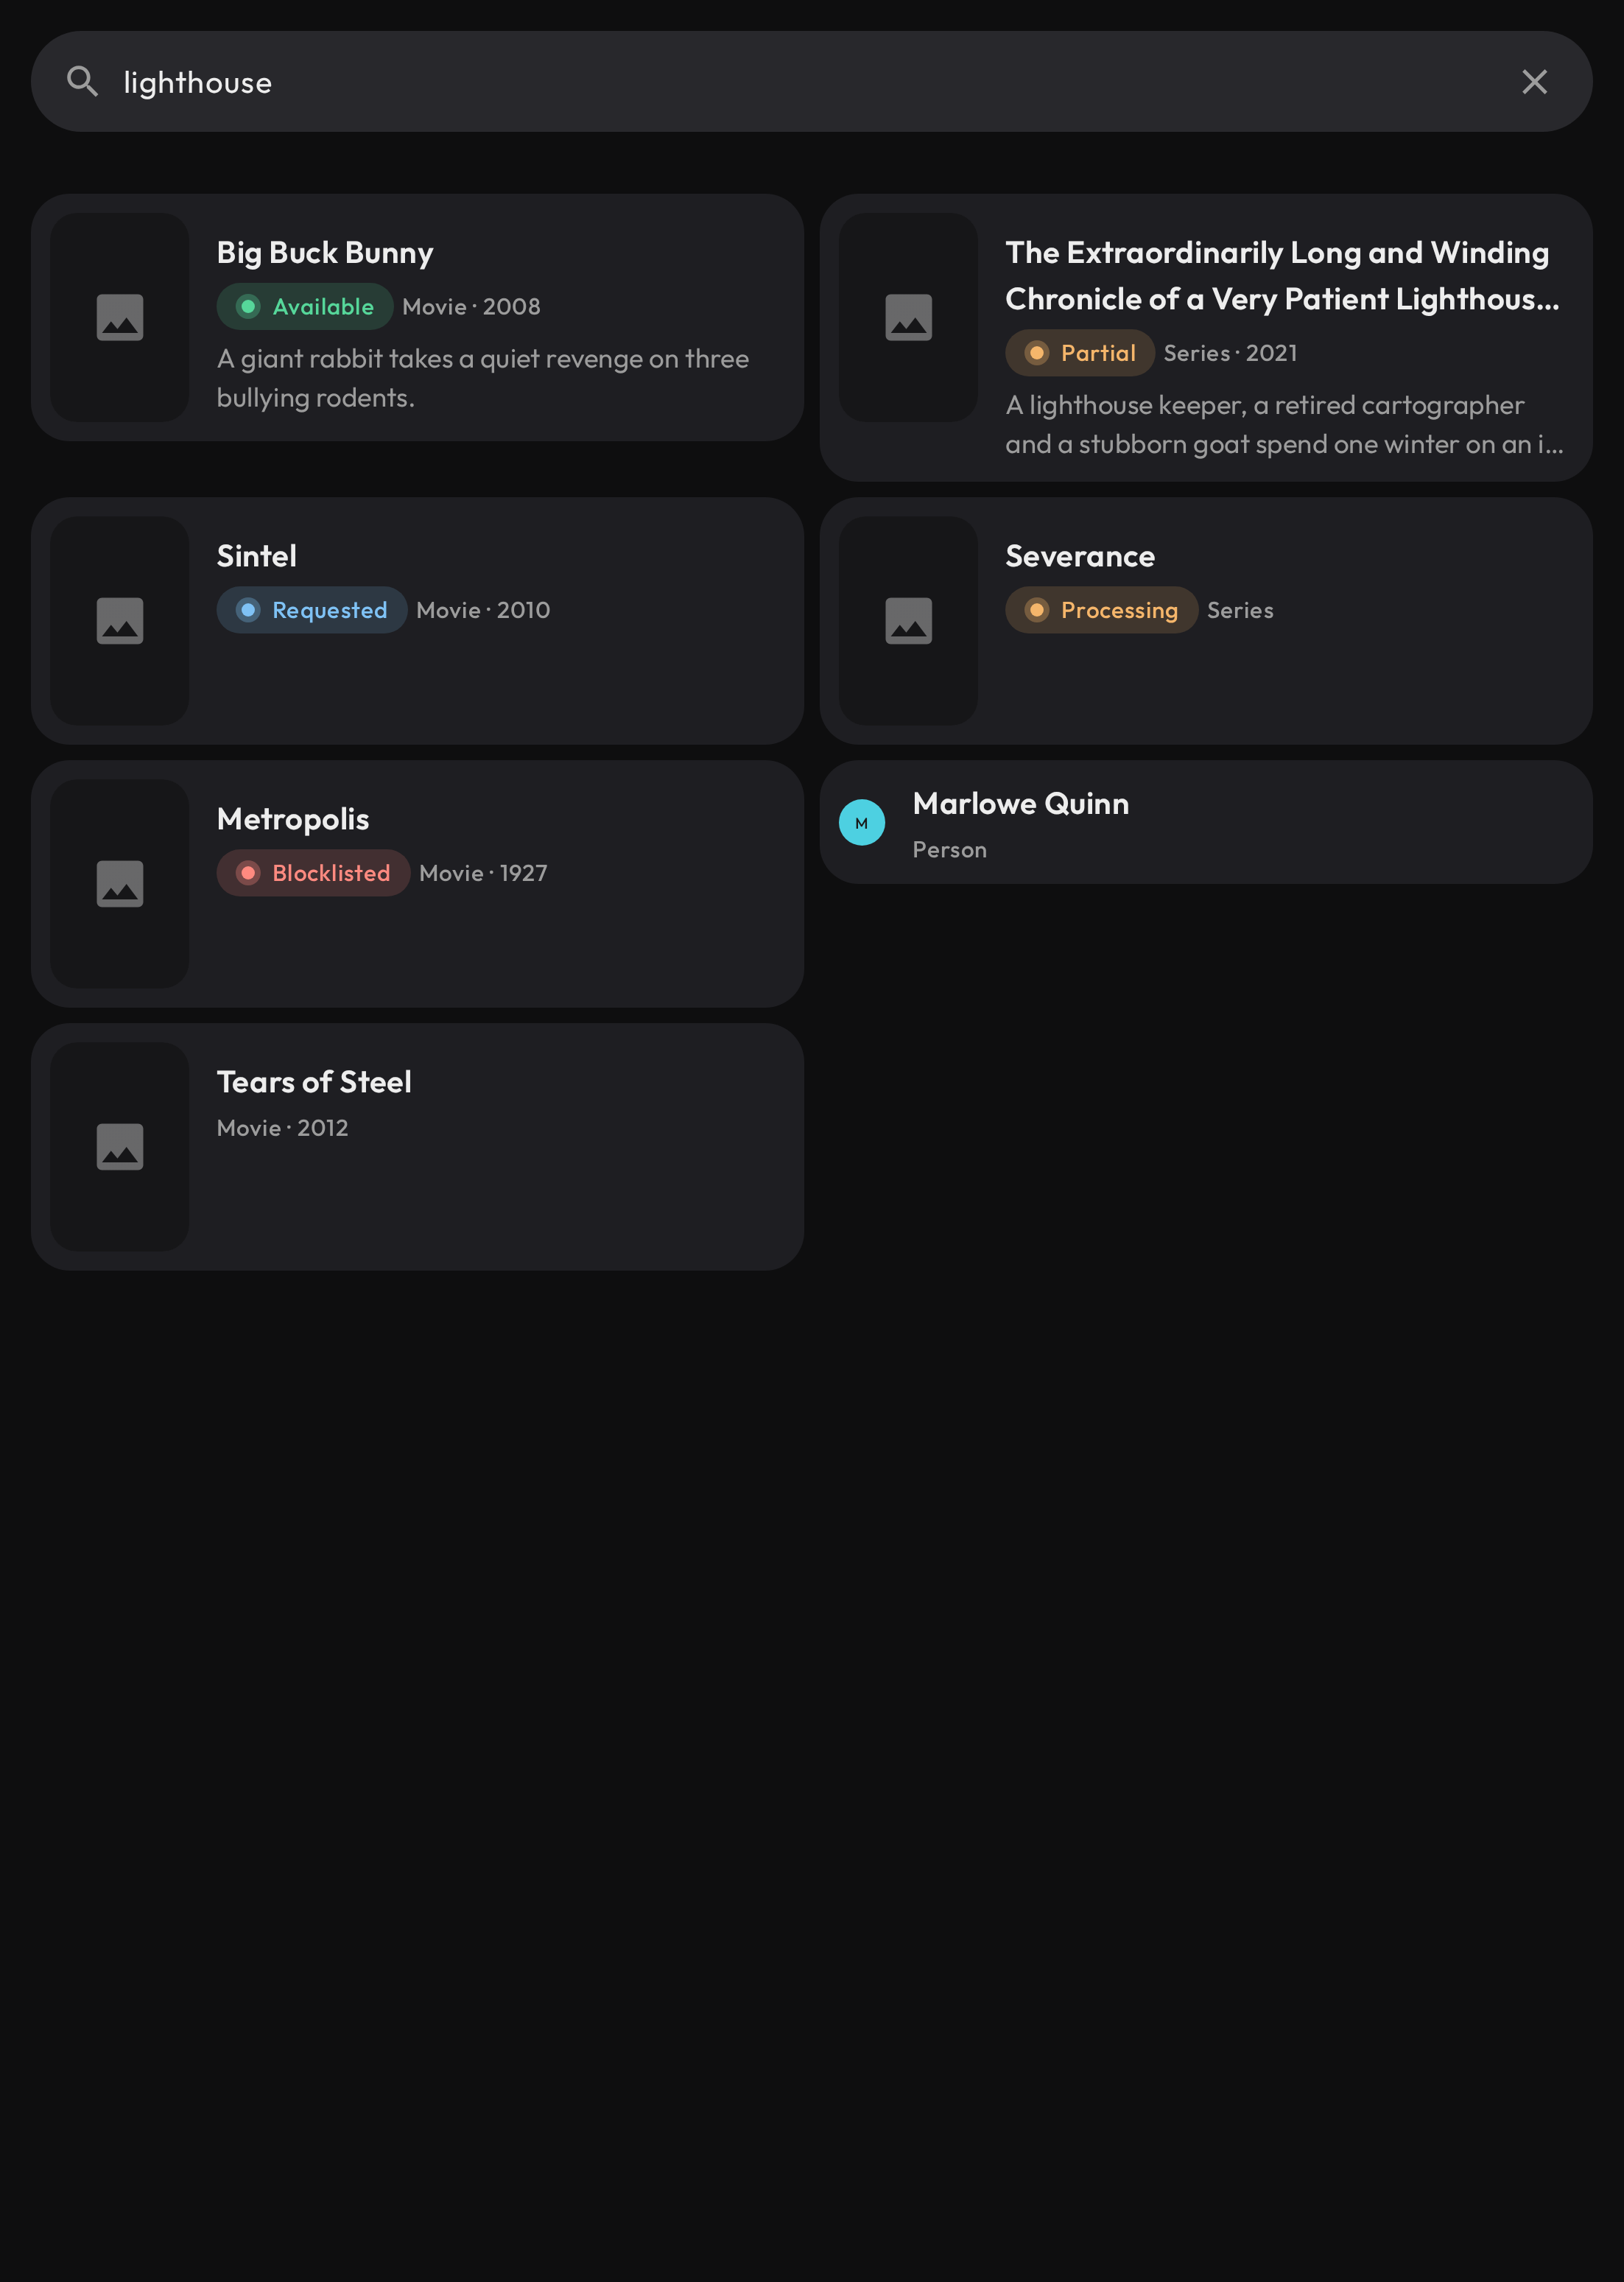 lighthouse
Big Buck Bunny
Available Movie · 2008
A giant rabbit takes a quiet revenge on three
bullying rodents.
The Extraordinarily Long and Winding
Chronicle of a Very Patient Lighthous...
Partial Series · 2021
A lighthouse keeper, a retired cartographer
and a stubborn goat spend one winter on an i...
Sintel
Requested Movie · 2010
Severance
Processing Series
Metropolis
Blocklisted Movie · 1927
M
Marlowe Quinn
Person
Tears of Steel
Movie · 2012